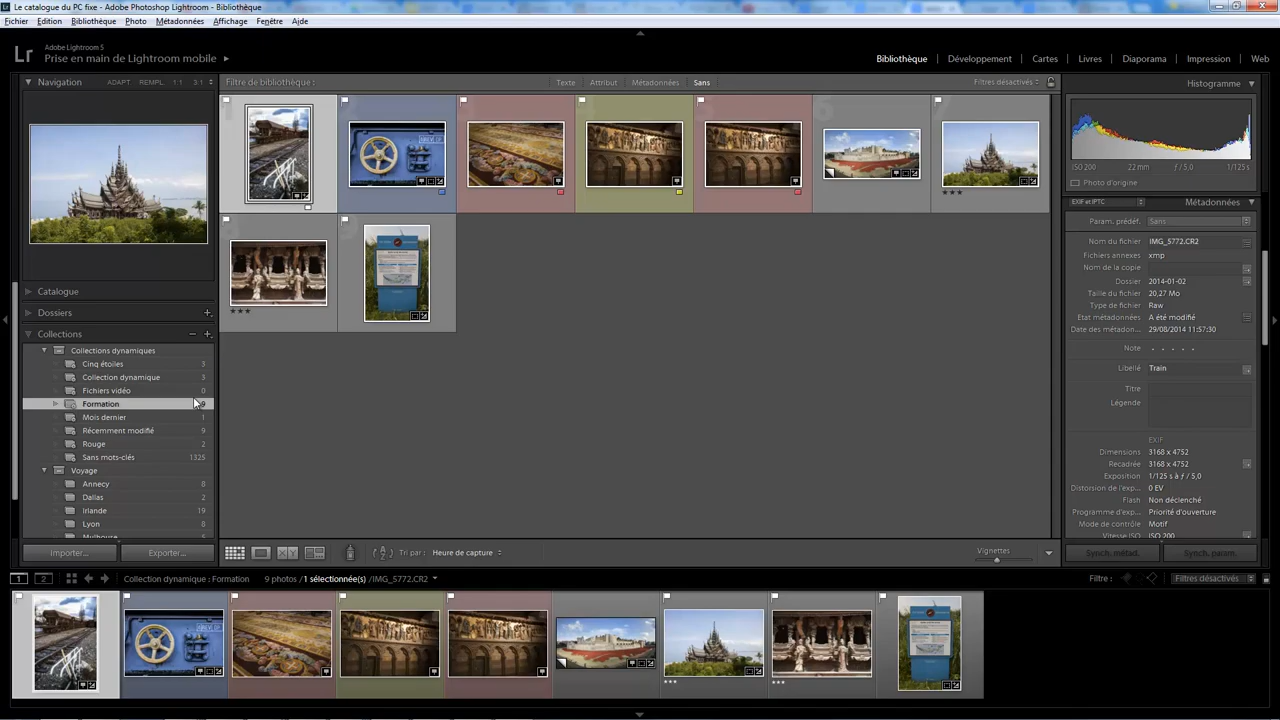 Le catalogue du PC fixe - Adobe Photoshop Lightroom - Bibliothèque
Fichier Edition Bibliothèque Photo Métadonnées Affichage Fenêtre Aide
Lr
Adobe Lightroom 5
Prise en main de Lightroom mobile
Bibliothèque Développement Cartes Livres Diaporama Impression Web
Navigation ADAPT REMPL. 1:1 3:1
Filtre de bibliothèque : Texte Attribut Métadonnées Sans Filtres désactivés
Histogramme
ISO 200 22 mm ƒ / 5,0 1/125 s
Photo d'origine
EXIF et IPTC Métadonnées
Param. prédéf. Sans
Nom du fichier IMG_5772.CR2
Fichiers annexes xmp
Nom de la copie
Dossier 2014-01-02
Taille du fichier 20,27 Mo
Type de fichier Raw
Etat métadonnées A été modifié
Date des métadon... 29/08/2014 11:57:30
Note
Libellé Train
Titre
Légende
EXIF
Dimensions 3168 x 4752
Recadrée 3168 x 4752
Exposition 1/125 s à ƒ / 5,0
Distorsion de l'exp... 0 EV
Flash Non déclenché
Programme d'exp... Priorité d'ouverture
Mode de contrôle Motif
Vitesse ISO ISO 200
Synch. métad. Synch. param.
Catalogue
Dossiers
Collections
Collections dynamiques
Cinq étoiles 3
Collection dynamique 3
Fichiers vidéo 0
Formation 9
Mois dernier 1
Récemment modifié 9
Rouge 2
Sans mots-clés 1325
Voyage
Annecy 8
Dallas 2
Irlande 19
Lyon 8
Mulhouse
Importer... Exporter...
Tri par : Heure de capture
Vignettes
1 2 Collection dynamique : Formation 9 photos / 1 sélectionnée(s) / IMG_5772.CR2 Filtre : Filtres désactivés